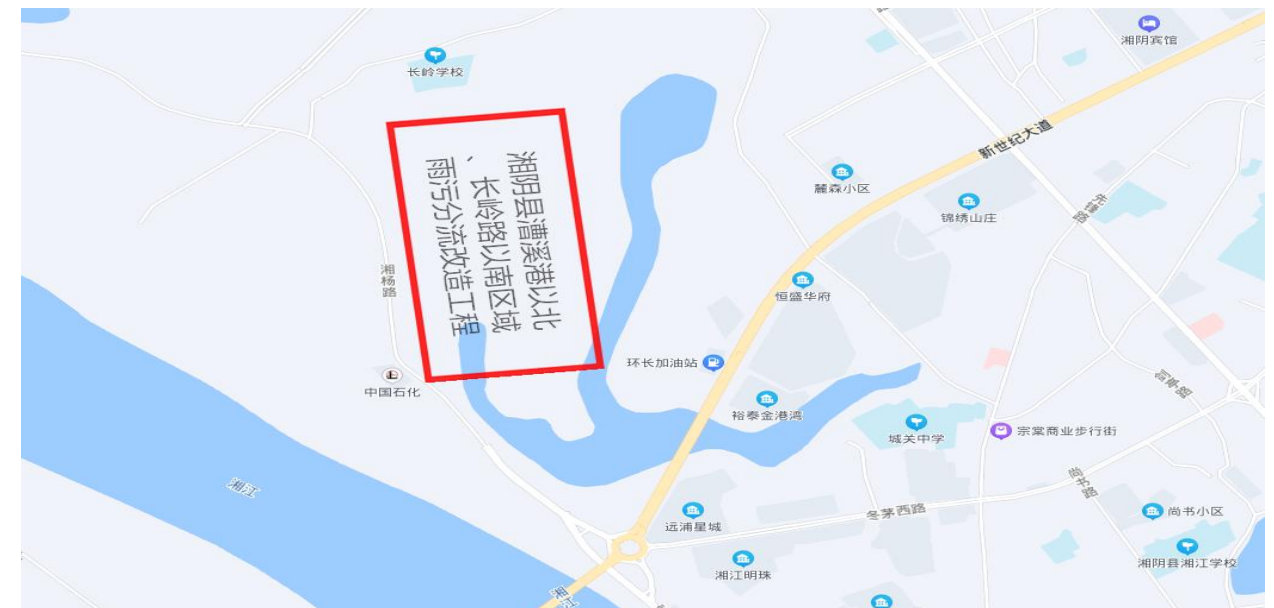 湘阴宾馆
长岭学校
新世纪大道
湘阴县漕溪港以北
、长岭路以南区域
雨污分流改造工程
麓森小区
先锋路
锦绣山庄
湘杨路
恒盛华府
环长加油站
中国石化
裕泰金港湾
城关中学
宗棠商业步行街
湘江
尚书路
冬茅西路
远浦星城
尚书小区
湘江明珠
湘阴县湘江学校